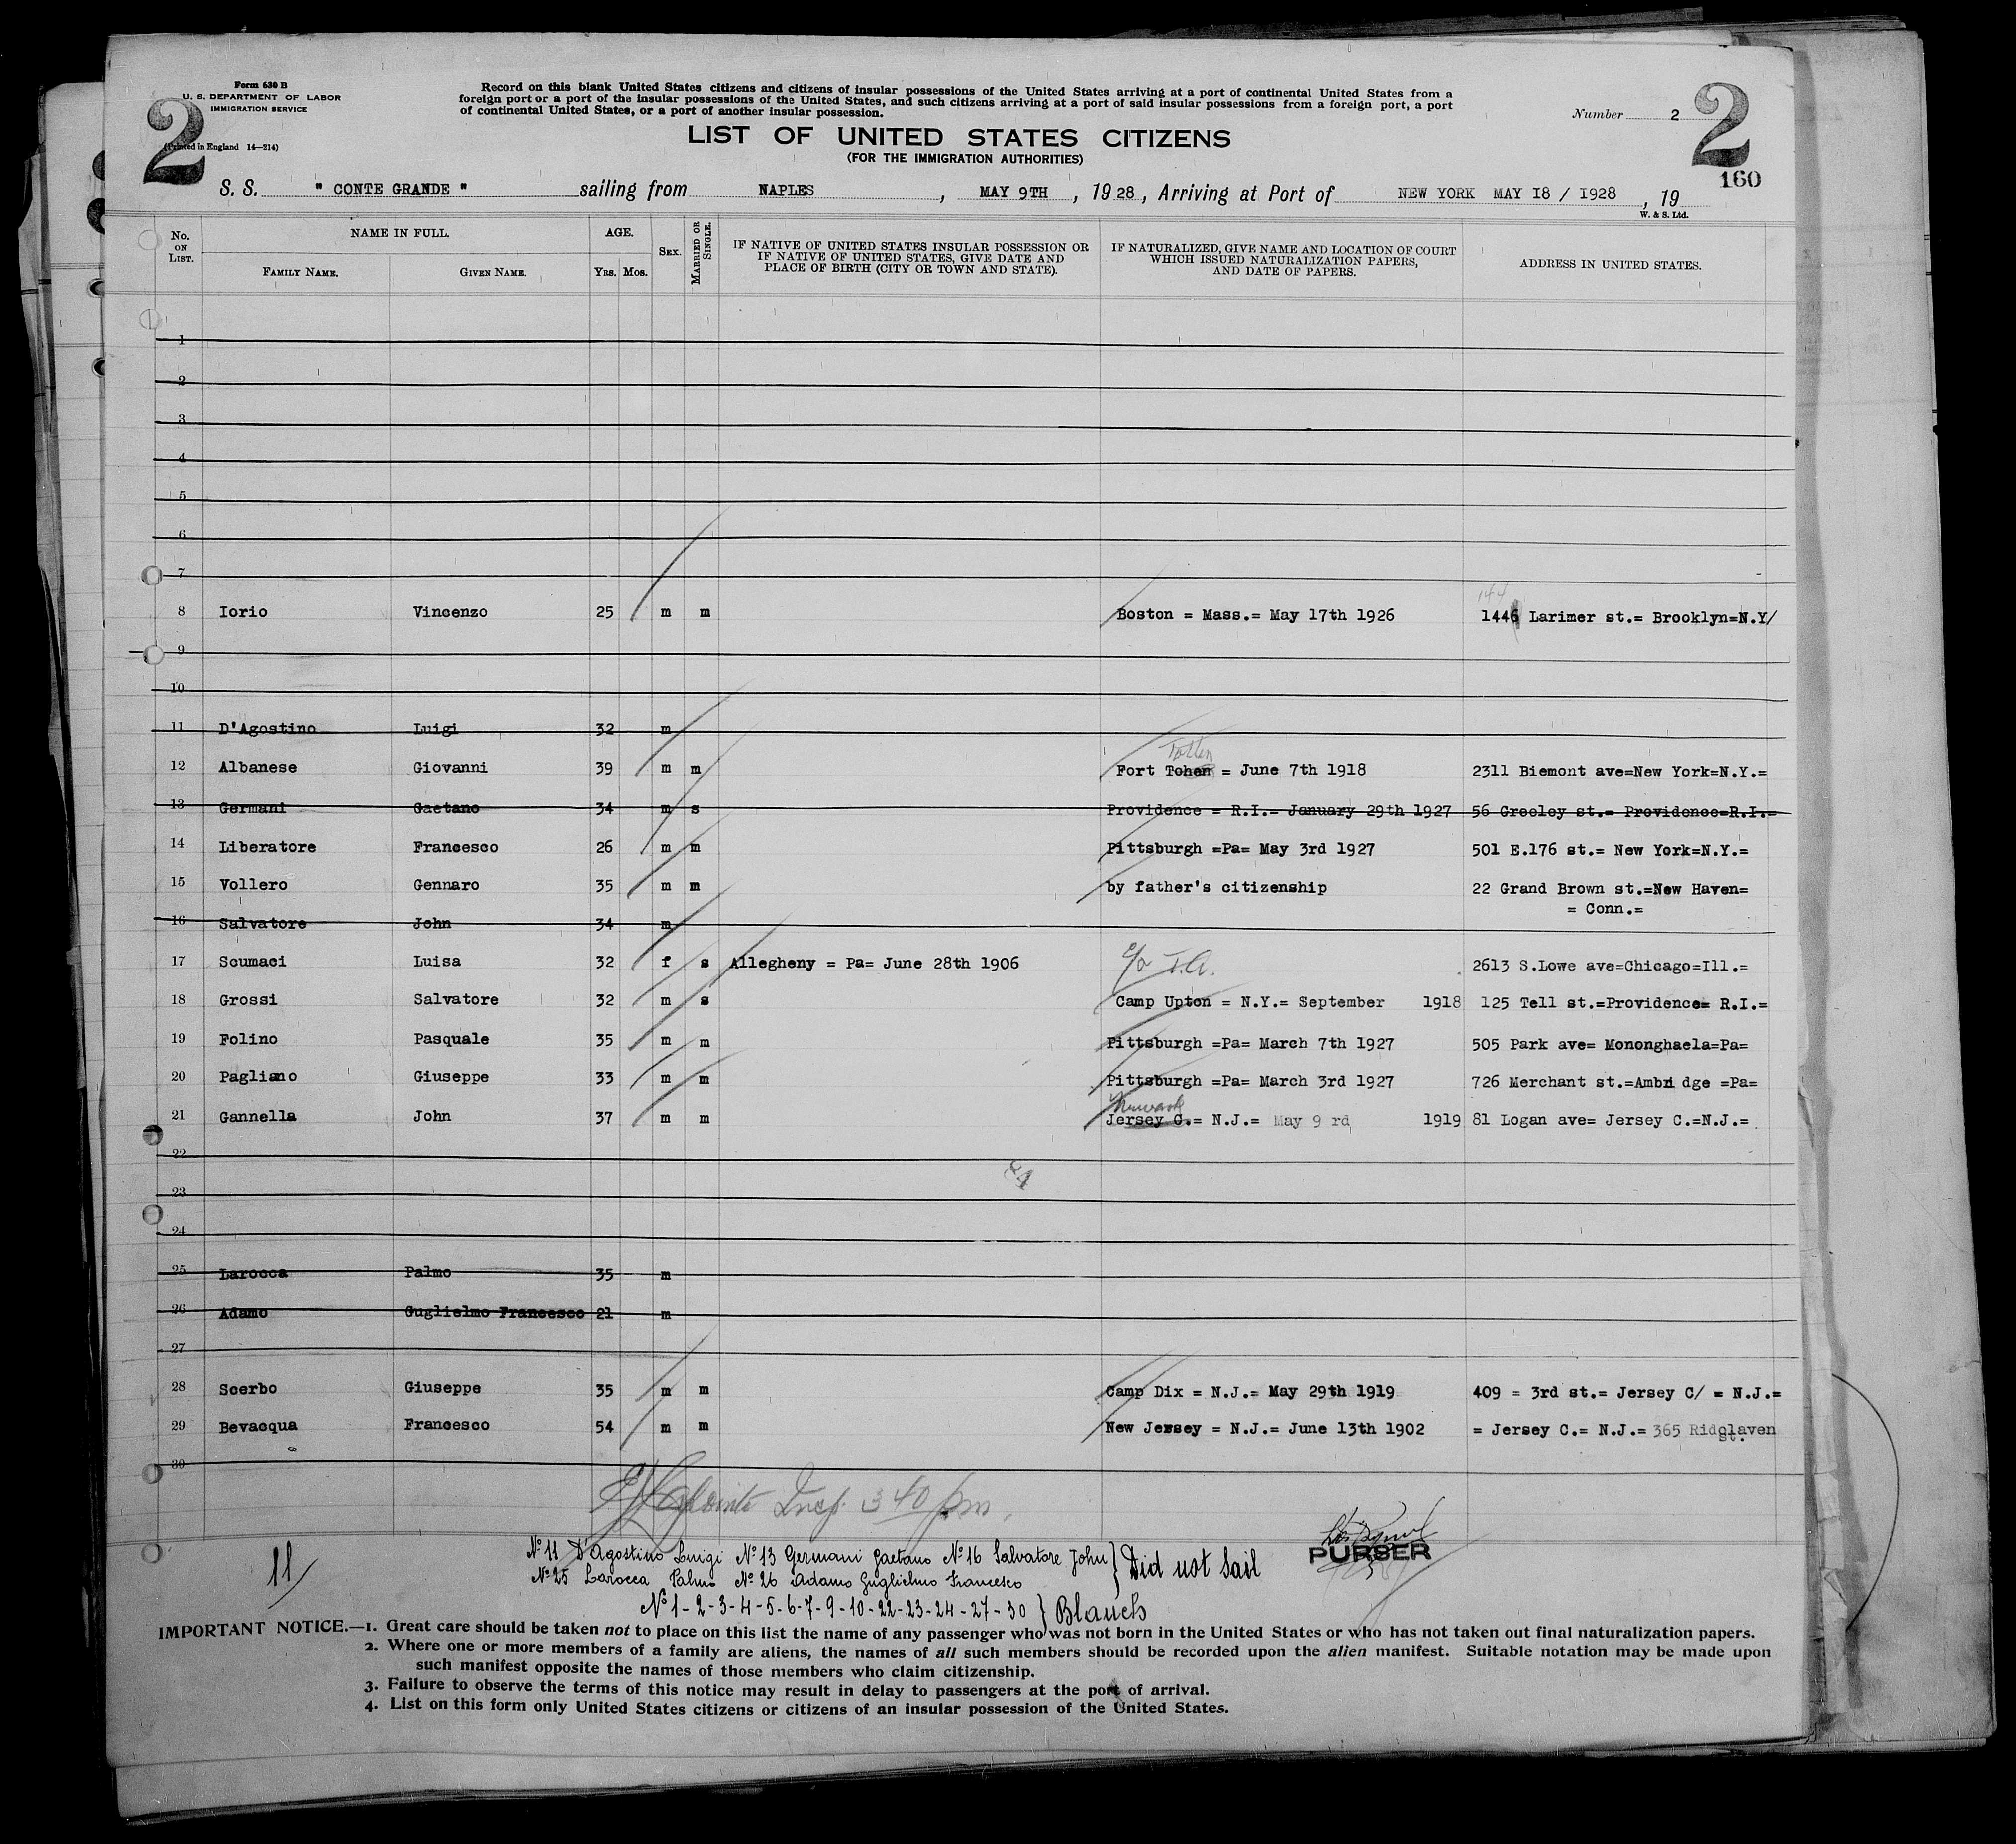 Form 630 B
U. S. DEPARTMENT OF LABOR
IMMIGRATION SERVICE
2
(Printed in England 14—214)
Record on this blank United States citizens and citizens of insular possessions of the United States arriving at a port of continental United States from a
foreign port or a port of the insular possessions of the United States, and such citizens arriving at a port of said insular possessions from a foreign port, a port
of continental United States, or a port of another insular possession.
Number 2
2
160
LIST OF UNITED STATES CITIZENS
(FOR THE IMMIGRATION AUTHORITIES)
S. S. " CONTE GRANDE " sailing from NAPLES, MAY 9TH, 1928, Arriving at Port of NEW YORK MAY I8 / I928, 19
W. & S. Ltd.
No. ON LIST. NAME IN FULL. FAMILY NAME. GIVEN NAME. AGE. YRS. MOS. SEX. MARRIED OR SINGLE.
IF NATIVE OF UNITED STATES INSULAR POSSESSION OR
IF NATIVE OF UNITED STATES, GIVE DATE AND
PLACE OF BIRTH (CITY OR TOWN AND STATE).
IF NATURALIZED, GIVE NAME AND LOCATION OF COURT
WHICH ISSUED NATURALIZATION PAPERS,
AND DATE OF PAPERS.
ADDRESS IN UNITED STATES.
1
2
3
4
5
6
7
144
8 Iorio Vincenzo 25 m m Boston = Mass.= May 17th 1926 1446 Larimer st.= Brooklyn=N.Y/
9
10
11 D'Agostino Luigi 32 m
Totten
12 Albanese Giovanni 39 m m Fort Tohen = June 7th 1918 2311 Biemont ave=New York=N.Y.=
13 Germani Gaetano 34 m s Providence = R.I.= January 29th 1927 56 Greeley st.= Providence=R.I.=
14 Liberatore Francesco 26 m m Pittsburgh =Pa= May 3rd 1927 501 E.176 st.= New York=N.Y.=
15 Vollero Gennaro 35 m m by father's citizenship 22 Grand Brown st.=New Haven=
= Conn.=
16 Salvatore John 34 m
17 Scumaci Luisa 32 f s Allegheny = Pa= June 28th 1906 2613 S.Lowe ave=Chicago=Ill.=
18 Grossi Salvatore 32 m s Camp Upton = N.Y.= September 1918 125 Tell st.=Providence= R.I.=
19 Folino Pasquale 35 m m Pittsburgh =Pa= March 7th 1927 505 Park ave= Mononghaela=Pa=
20 Pagliano Giuseppe 33 m m Pittsburgh =Pa= March 3rd 1927 726 Merchant st.=Ambri dge =Pa=
Newark
21 Gannella John 37 m m Jersey C.= N.J.= May 9 rd 1919 81 Logan ave= Jersey C.=N.J.=
22
23
24
25 Larocca Palmo 35 m
26 Adamo Guglielmo Francesco 21 m
27
28 Scerbo Giuseppe 35 m m Camp Dix = N.J.= May 29th 1919 409 = 3rd st.= Jersey C/ = N.J.=
29 Bevacqua Francesco 54 m m New Jersey = N.J.= June 13th 1902 = Jersey C.= N.J.= 365 Ridglaven
st.
30
Insp. 3 40 pm.
11
Nº 11 D'Agostino Luigi Nº 13 Germani Gaetano Nº 16 Salvatore John } Did not sail
Nº 25 Larocca Palmo Nº 26 Adamo Guglielmo Francesco
Nº 1-2-3-4-5-6-7-9-10-22-23-24-27-30 } Blanch
PURSER
IMPORTANT NOTICE.—1. Great care should be taken not to place on this list the name of any passenger who was not born in the United States or who has not taken out final naturalization papers.
2. Where one or more members of a family are aliens, the names of all such members should be recorded upon the alien manifest. Suitable notation may be made upon
such manifest opposite the names of those members who claim citizenship.
3. Failure to observe the terms of this notice may result in delay to passengers at the port of arrival.
4. List on this form only United States citizens or citizens of an insular possession of the United States.